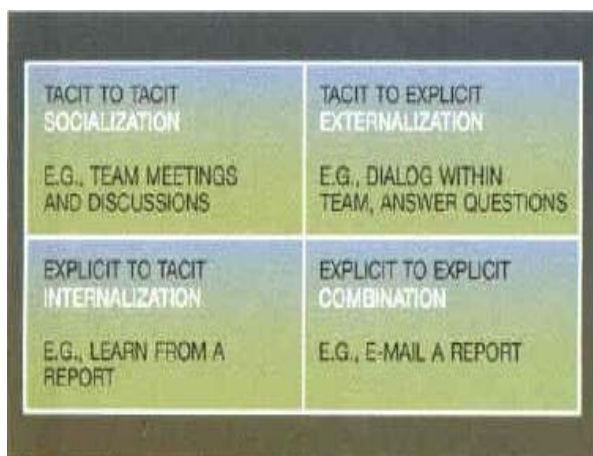 TACIT TO TACIT
SOCIALIZATION
E.G., TEAM MEETINGS
AND DISCUSSIONS
TACIT TO EXPLICIT
EXTERNALIZATION
E.G., DIALOG WITHIN
TEAM, ANSWER QUESTIONS
EXPLICIT TO TACIT
INTERNALIZATION
E.G., LEARN FROM A
REPORT
EXPLICIT TO EXPLICIT
COMBINATION
E.G., E-MAIL A REPORT